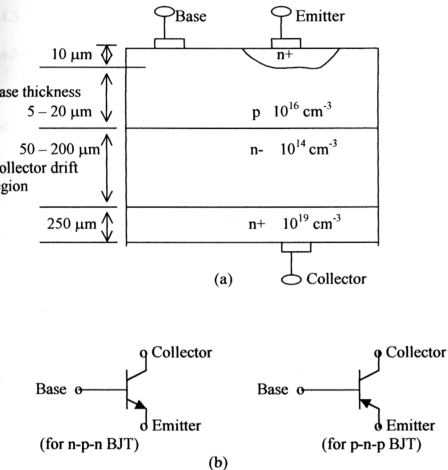 Base Emitter
10 μm n+
ase thickness
5 – 20 μm p 10^16 cm^-3
50 – 200 μm n- 10^14 cm^-3
ollector drift
egion
250 μm n+ 10^19 cm^-3
(a) Collector
Collector Collector
Base Base
Emitter Emitter
(for n-p-n BJT) (for p-n-p BJT)
(b)